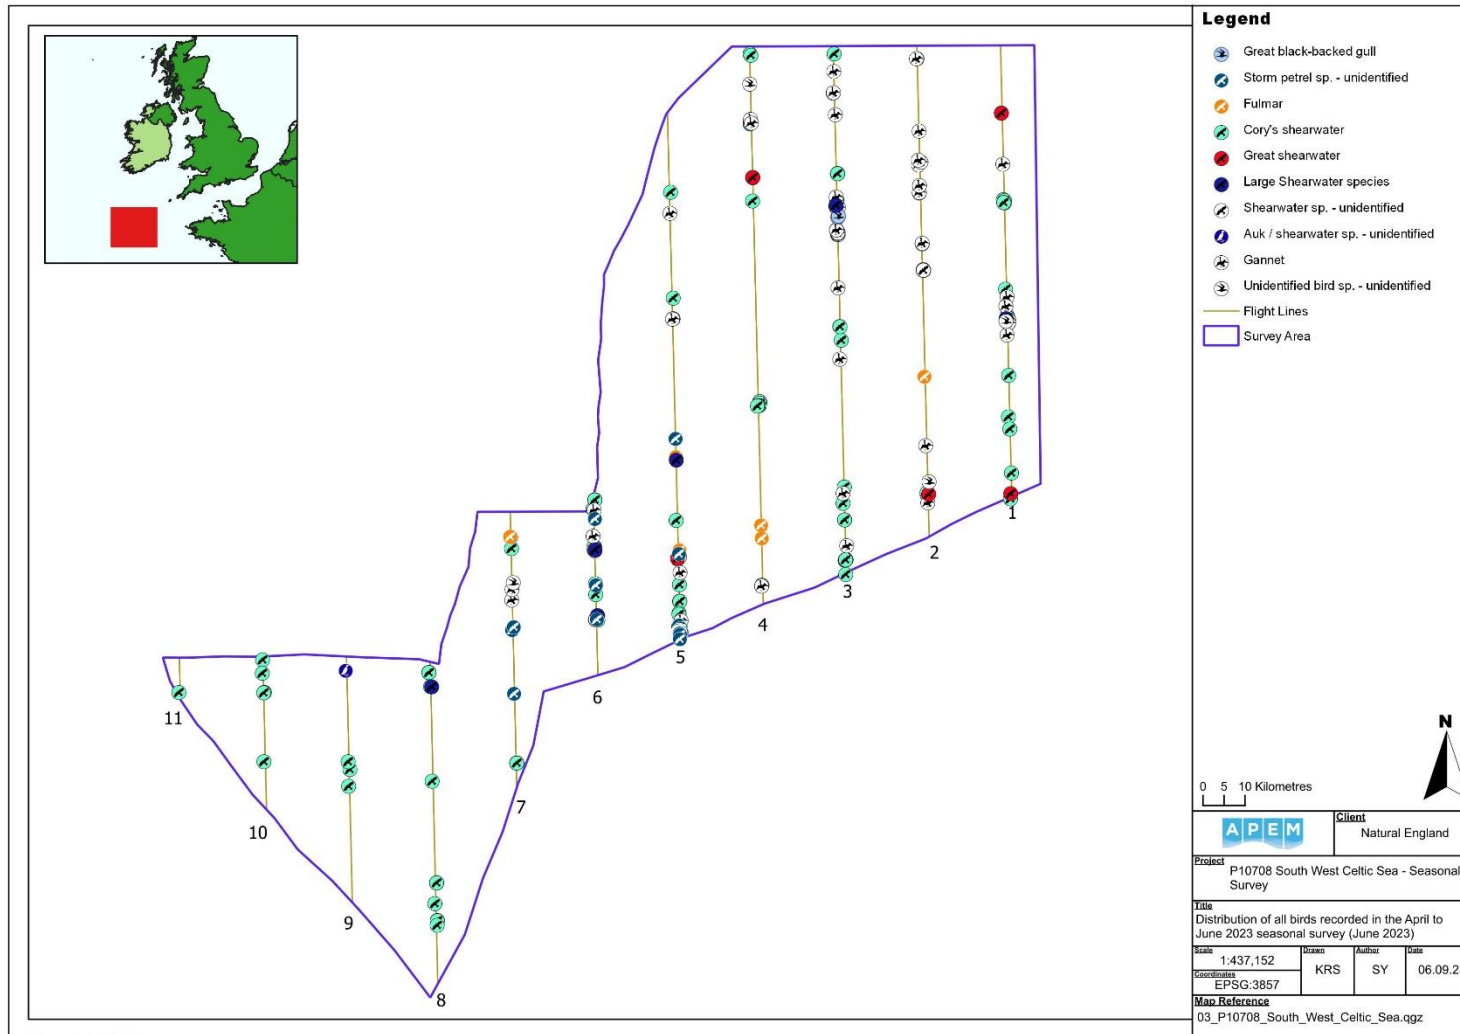 Legend
Great black-backed gull
Storm petrel sp. - unidentified
Fulmar
Cory's shearwater
Great shearwater
Large Shearwater species
Shearwater sp. - unidentified
Auk / shearwater sp. - unidentified
Gannet
Unidentified bird sp. - unidentified
Flight Lines
Survey Area
1
2
3
4
5
6
7
8
9
10
11
N
0 5 10 Kilometres
APEM
Client
Natural England
Project
P10708 South West Celtic Sea - Seasonal
Survey
Title
Distribution of all birds recorded in the April to
June 2023 seasonal survey (June 2023)
Scale
1:437,152
Coordinates
EPSG:3857
Drawn
KRS
Author
SY
Date
06.09.2
Map Reference
03_P10708_South_West_Celtic_Sea.qgz